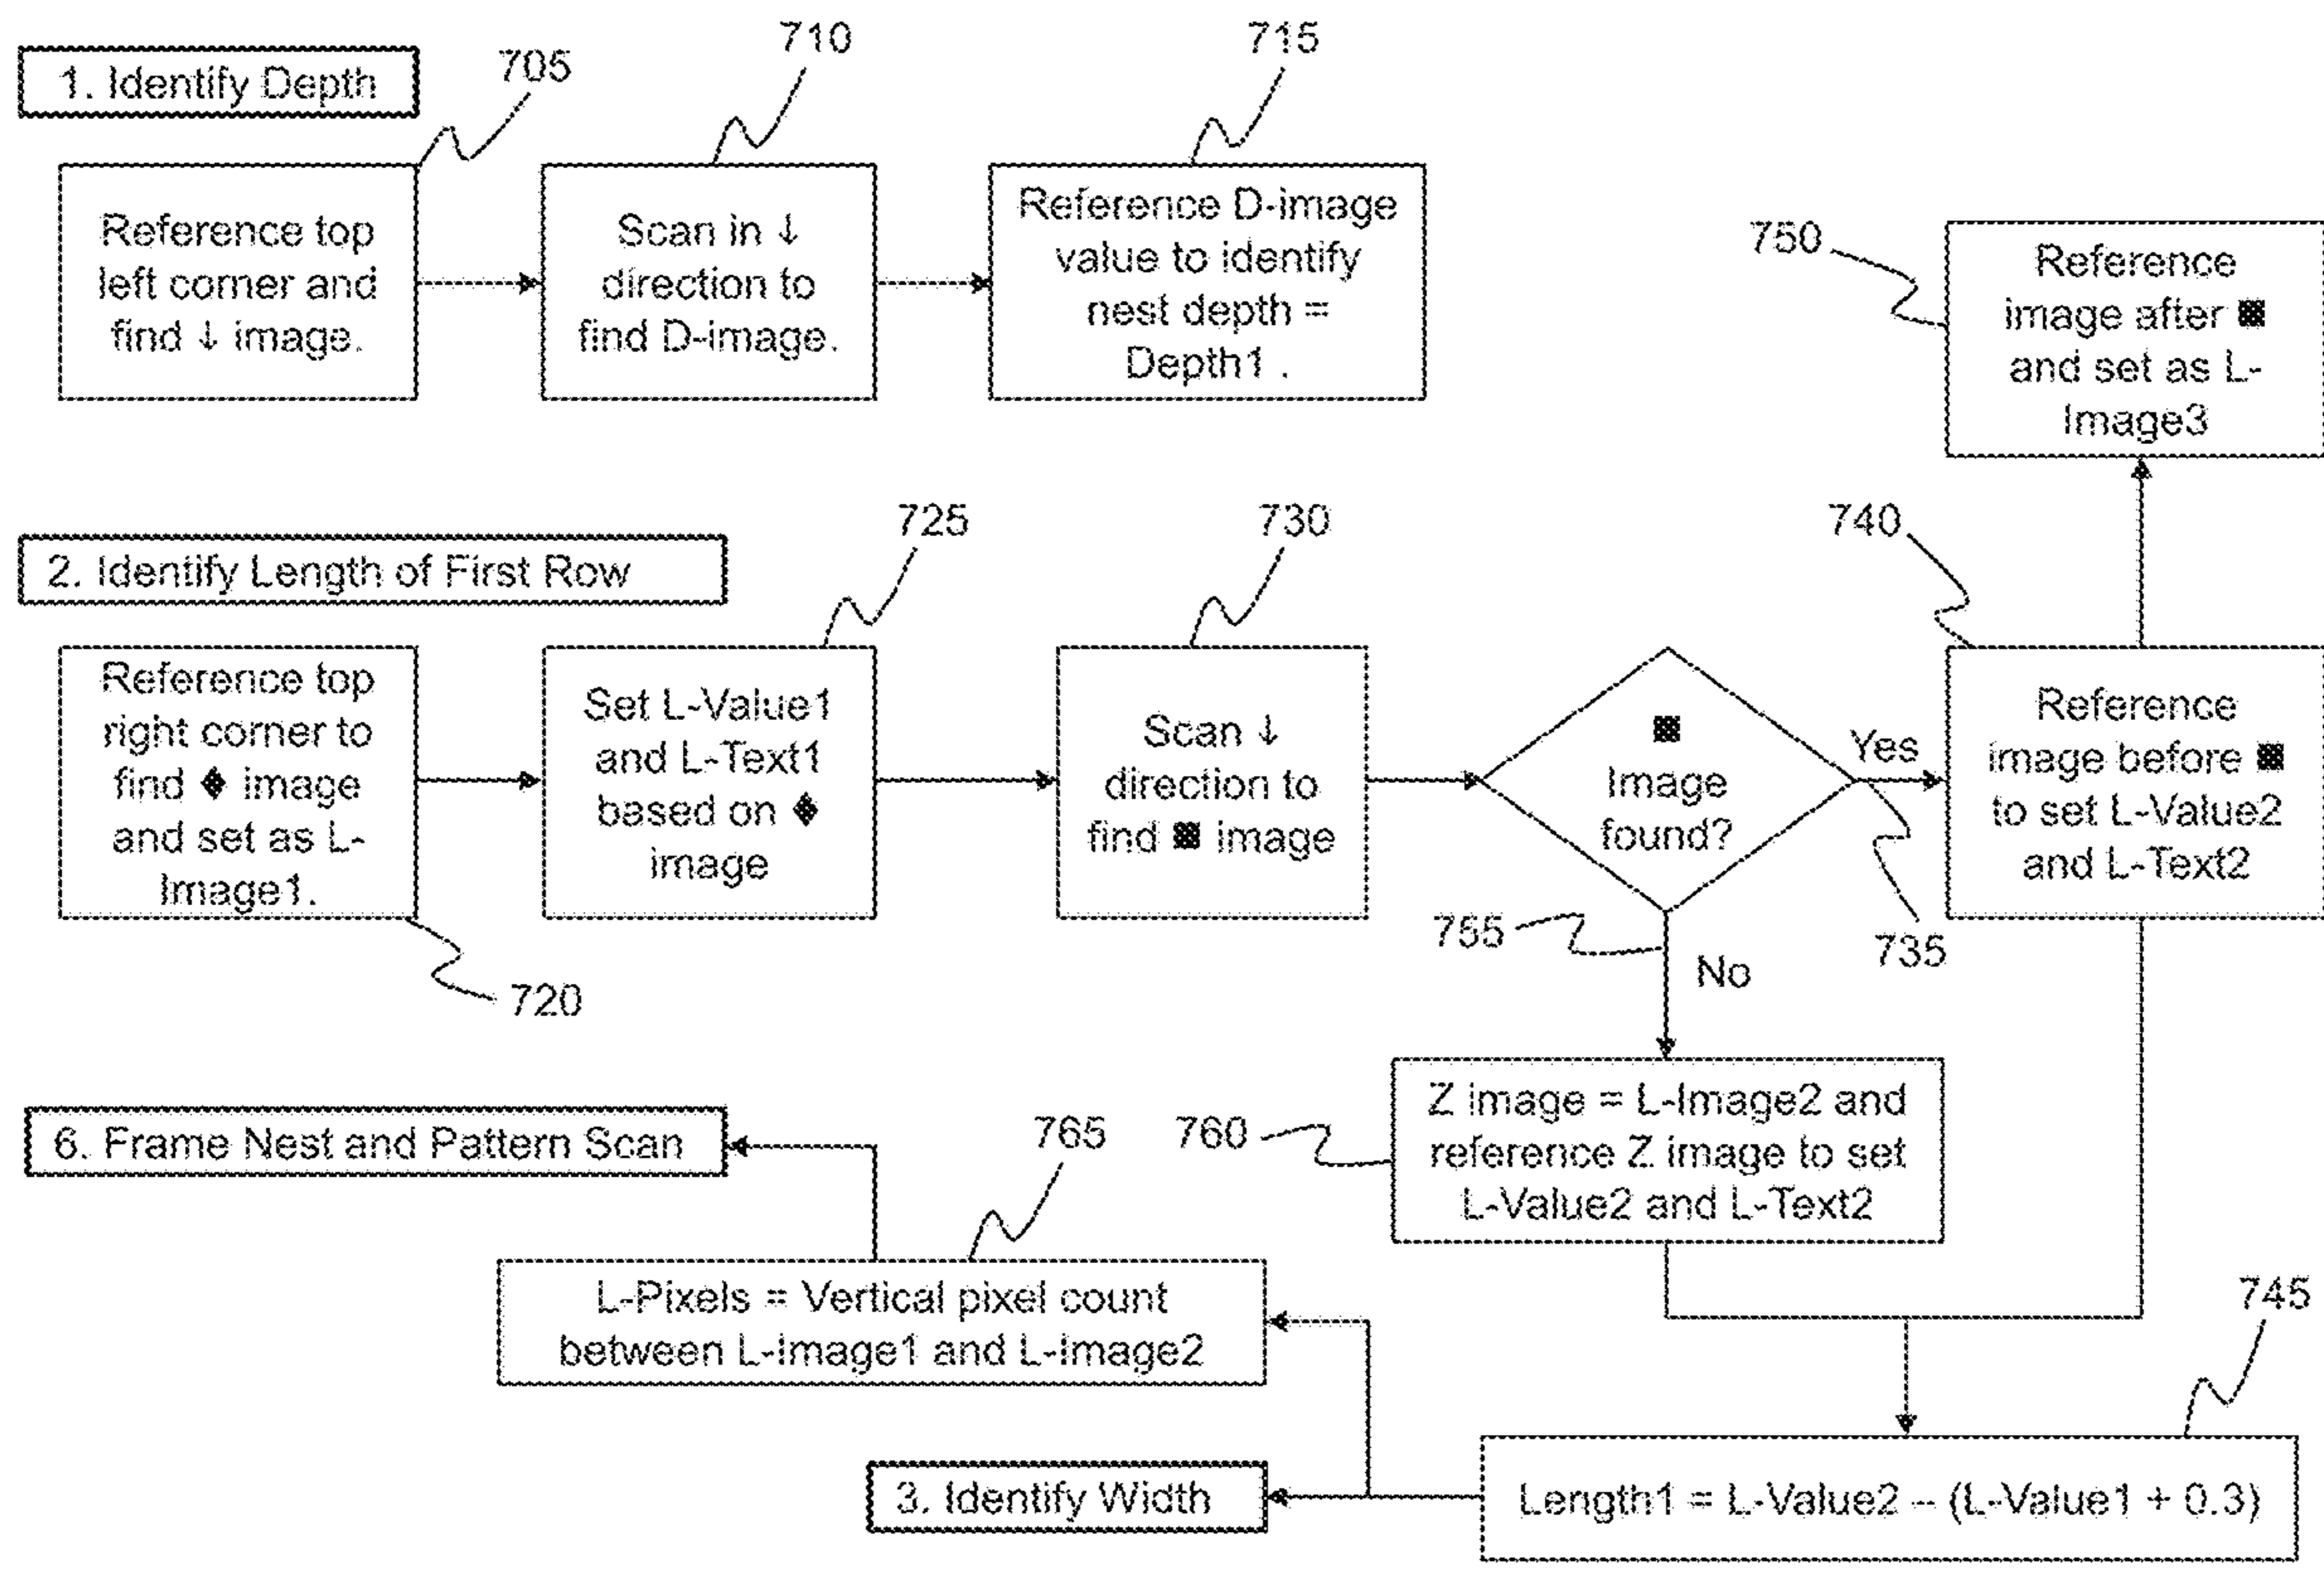 1. Identify Depth
705
710
715
Reference top
left corner and
find ↓ image.
Scan in ↓
direction to
find D-image.
Reference D-image
value to identify
nest depth =
Depth1 .
750
Reference
image after ■
and set as L-
Image3
2. Identify Length of First Row
725
730
740
Reference top
right corner to
find ♦ image
and set as L-
Image1.
720
Set L-Value1
and L-Text1
based on ♦
image
Scan ↓
direction to
find ■ image
■
Image
found?
Yes
735
Reference
image before ■
to set L-Value2
and L-Text2
755
No
760
Z image = L-Image2 and
reference Z image to set
L-Value2 and L-Text2
6. Frame Nest and Pattern Scan
765
L-Pixels = Vertical pixel count
between L-Image1 and L-Image2
745
3. Identify Width
Length1 = L-Value2 – (L-Value1 + 0.3)